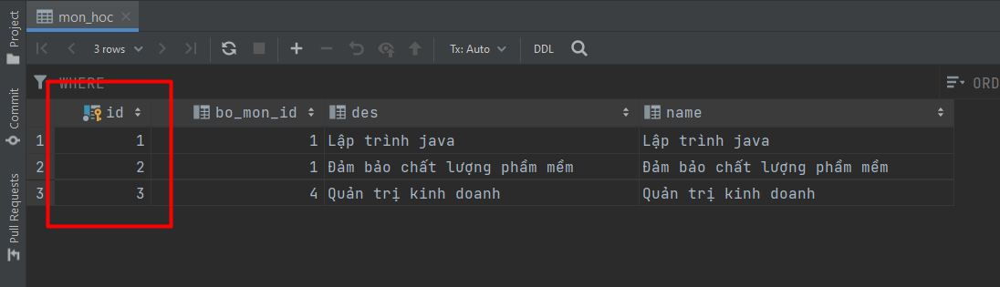 Project
Commit
Pull Requests
mon_hoc
3 rows
Tx: Auto
DDL
WHERE
ORD
id bo_mon_id des name
1 1 1 Lập trình java Lập trình java
2 2 1 Đảm bảo chất lượng phầm mềm Đảm bảo chất lượng phầm mềm
3 3 4 Quản trị kinh doanh Quản trị kinh doanh